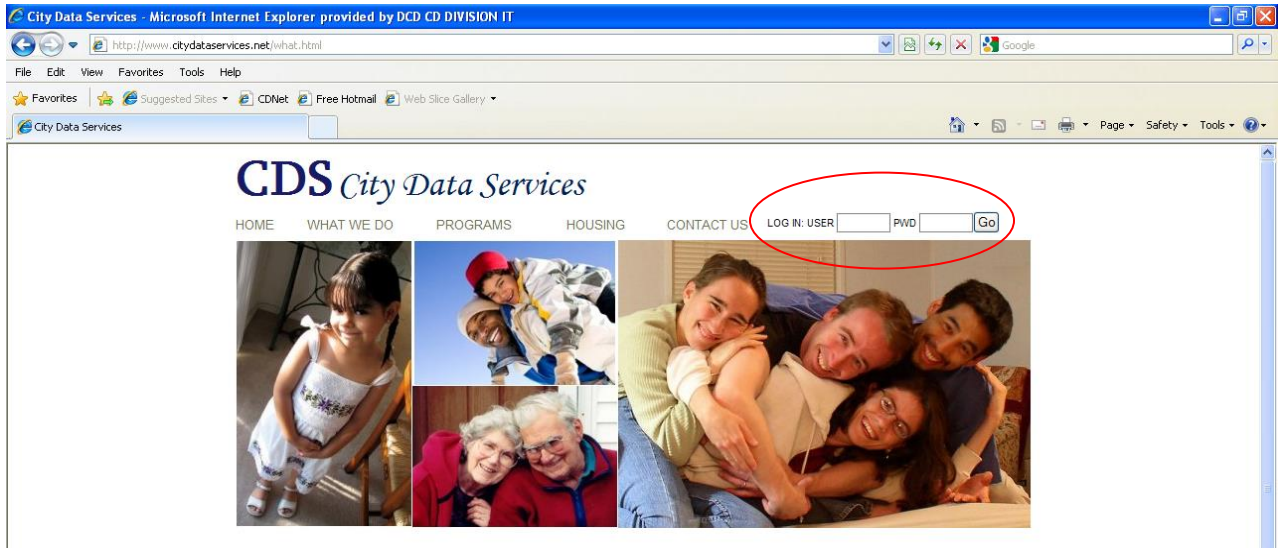 City Data Services - Microsoft Internet Explorer provided by DCD CD DIVISION IT
http://www.citydataservices.net/what.html
Google
File Edit View Favorites Tools Help
Favorites Suggested Sites CDNet Free Hotmail Web Slice Gallery
City Data Services Page Safety Tools
CDS City Data Services
HOME WHAT WE DO PROGRAMS HOUSING CONTACT US LOG IN: USER PWD Go